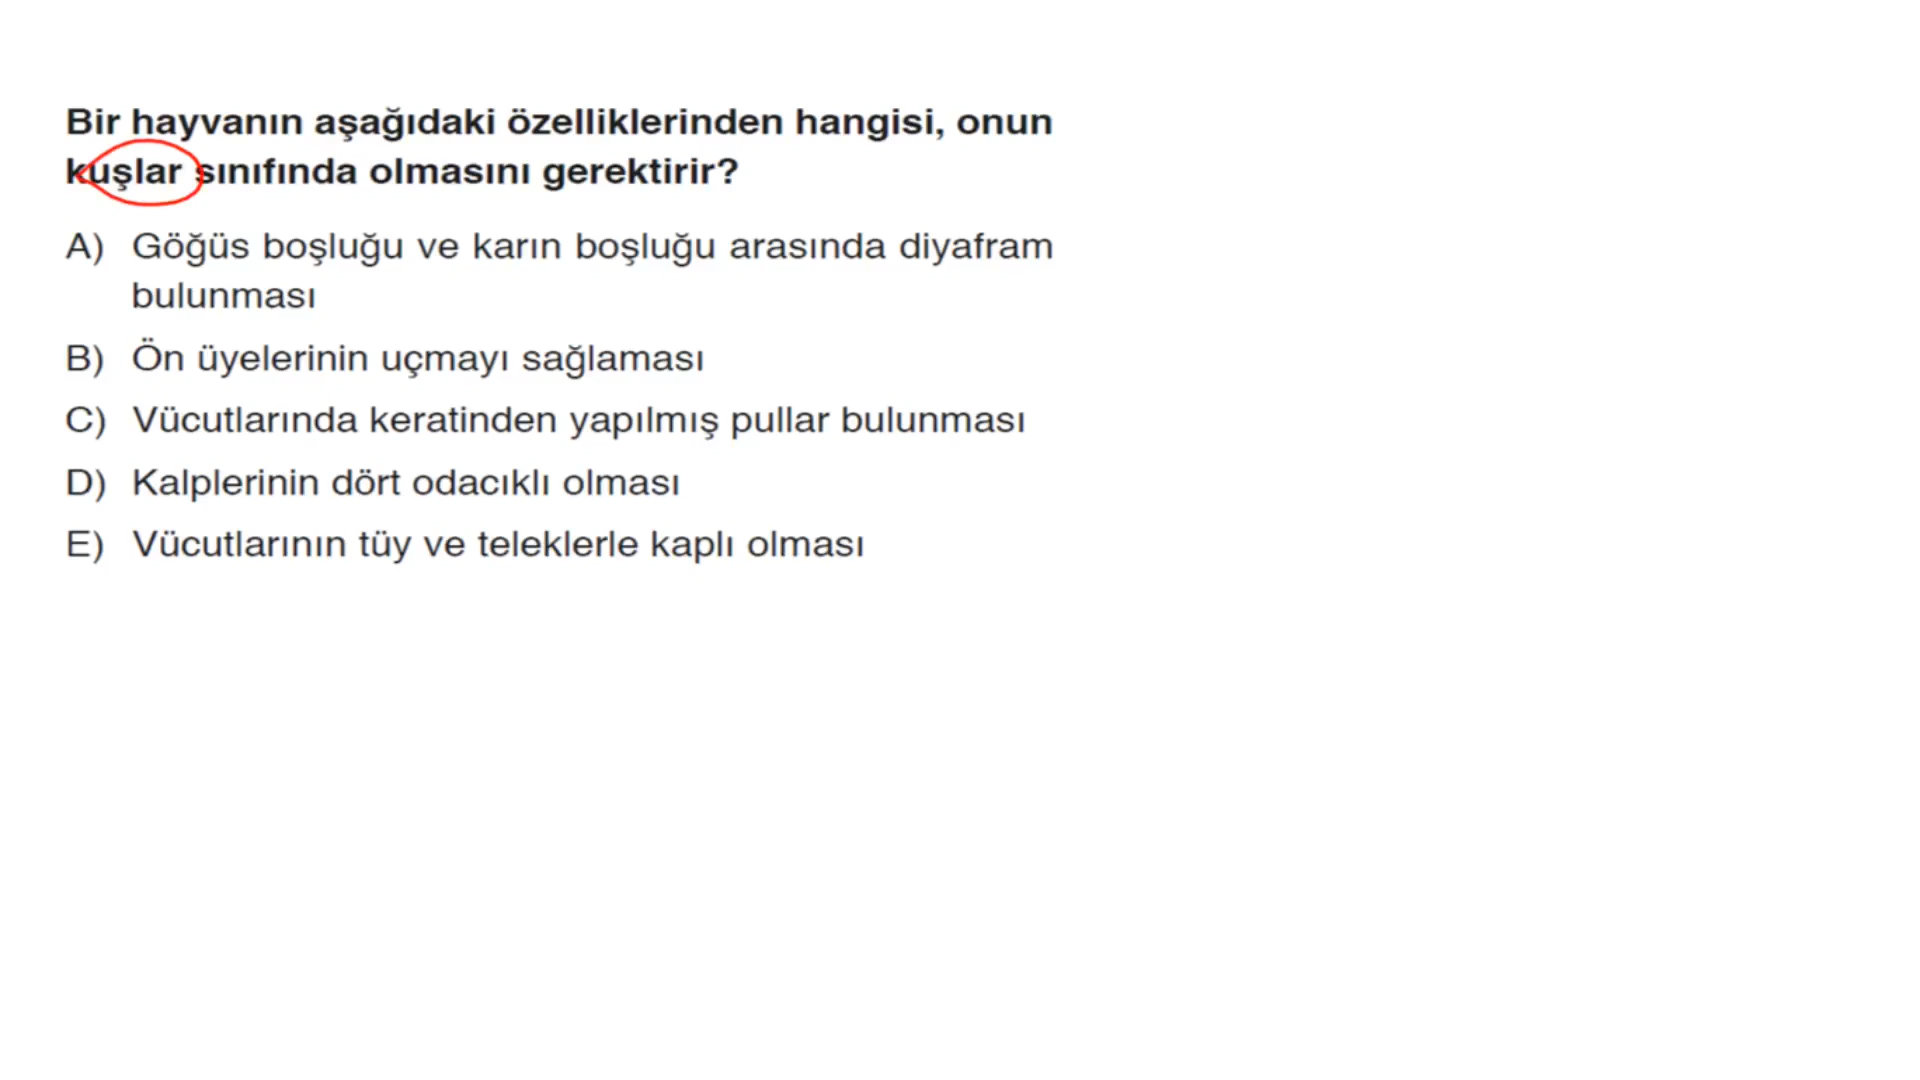 Bir hayvanın aşağıdaki özelliklerinden hangisi, onun
kuşlar sınıfında olmasını gerektirir?
A) Göğüs boşluğu ve karın boşluğu arasında diyafram
bulunması
B) Ön üyelerinin uçmayı sağlaması
C) Vücutlarında keratinden yapılmış pullar bulunması
D) Kalplerinin dört odacıklı olması
E) Vücutlarının tüy ve teleklerle kaplı olması